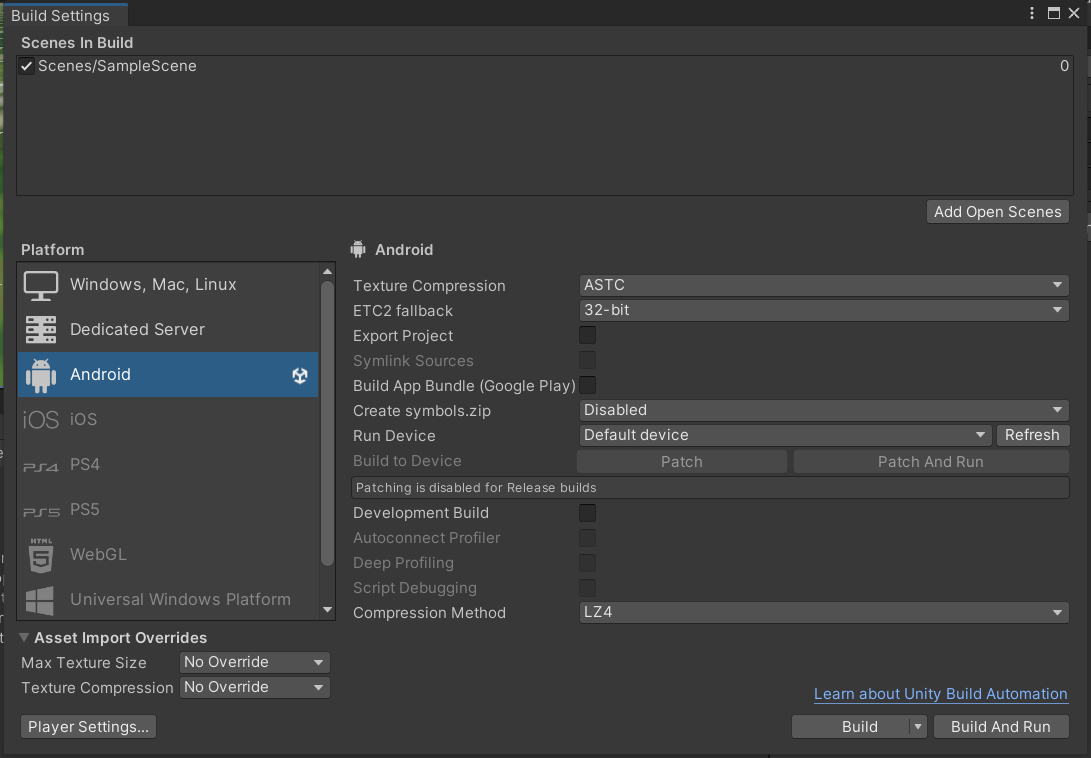 Build Settings
Scenes In Build
Scenes/SampleScene 0
Add Open Scenes
Platform
Windows, Mac, Linux
Dedicated Server
Android
iOS iOS
PS4 PS4
PS5 PS5
HTML 5 WebGL
Universal Windows Platform
Android
Texture Compression ASTC
ETC2 fallback 32-bit
Export Project
Symlink Sources
Build App Bundle (Google Play)
Create symbols.zip Disabled
Run Device Default device Refresh
Build to Device Patch Patch And Run
Patching is disabled for Release builds
Development Build
Autoconnect Profiler
Deep Profiling
Script Debugging
Compression Method LZ4
Asset Import Overrides
Max Texture Size No Override
Texture Compression No Override
Learn about Unity Build Automation
Player Settings... Build Build And Run